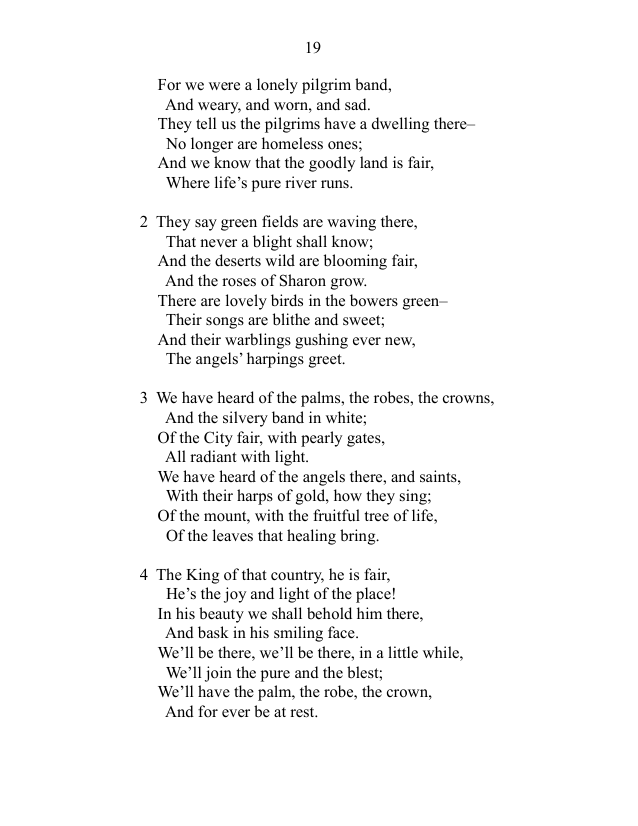 19
For we were a lonely pilgrim band,
And weary, and worn, and sad.
They tell us the pilgrims have a dwelling there–
No longer are homeless ones;
And we know that the goodly land is fair,
Where life’s pure river runs.
2 They say green fields are waving there,
That never a blight shall know;
And the deserts wild are blooming fair,
And the roses of Sharon grow.
There are lovely birds in the bowers green–
Their songs are blithe and sweet;
And their warblings gushing ever new,
The angels’ harpings greet.
3 We have heard of the palms, the robes, the crowns,
And the silvery band in white;
Of the City fair, with pearly gates,
All radiant with light.
We have heard of the angels there, and saints,
With their harps of gold, how they sing;
Of the mount, with the fruitful tree of life,
Of the leaves that healing bring.
4 The King of that country, he is fair,
He’s the joy and light of the place!
In his beauty we shall behold him there,
And bask in his smiling face.
We’ll be there, we’ll be there, in a little while,
We’ll join the pure and the blest;
We’ll have the palm, the robe, the crown,
And for ever be at rest.